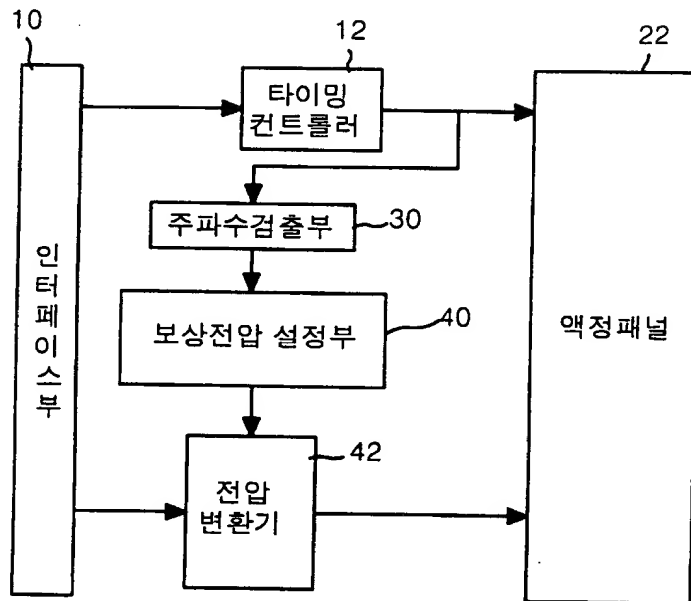 10
12
22
타이밍
컨트롤러
주파수검출부
30
인터페이스부
보상전압 설정부
40
액정패널
42
전압
변환기